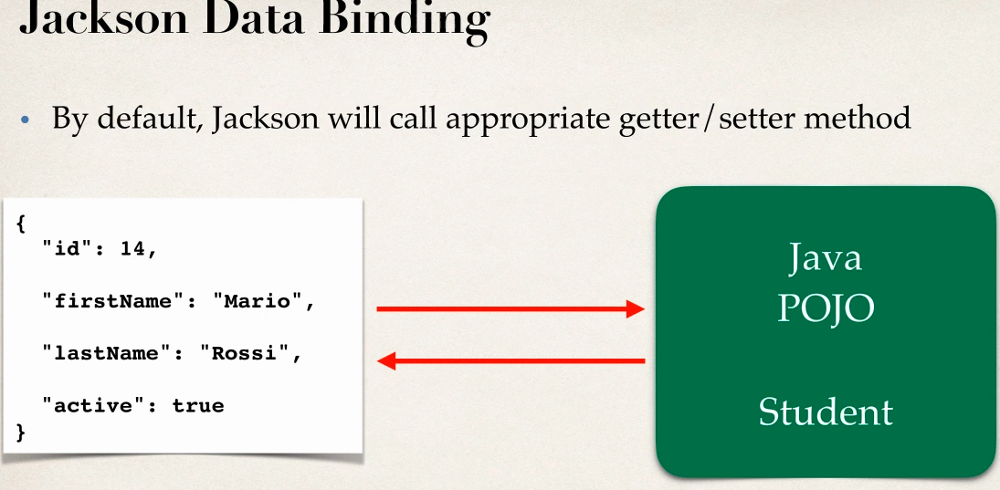 Jackson Data Binding
• By default, Jackson will call appropriate getter/setter method
{
"id": 14,
"firstName": "Mario",
"lastName": "Rossi",
"active": true
}
Java
POJO
Student